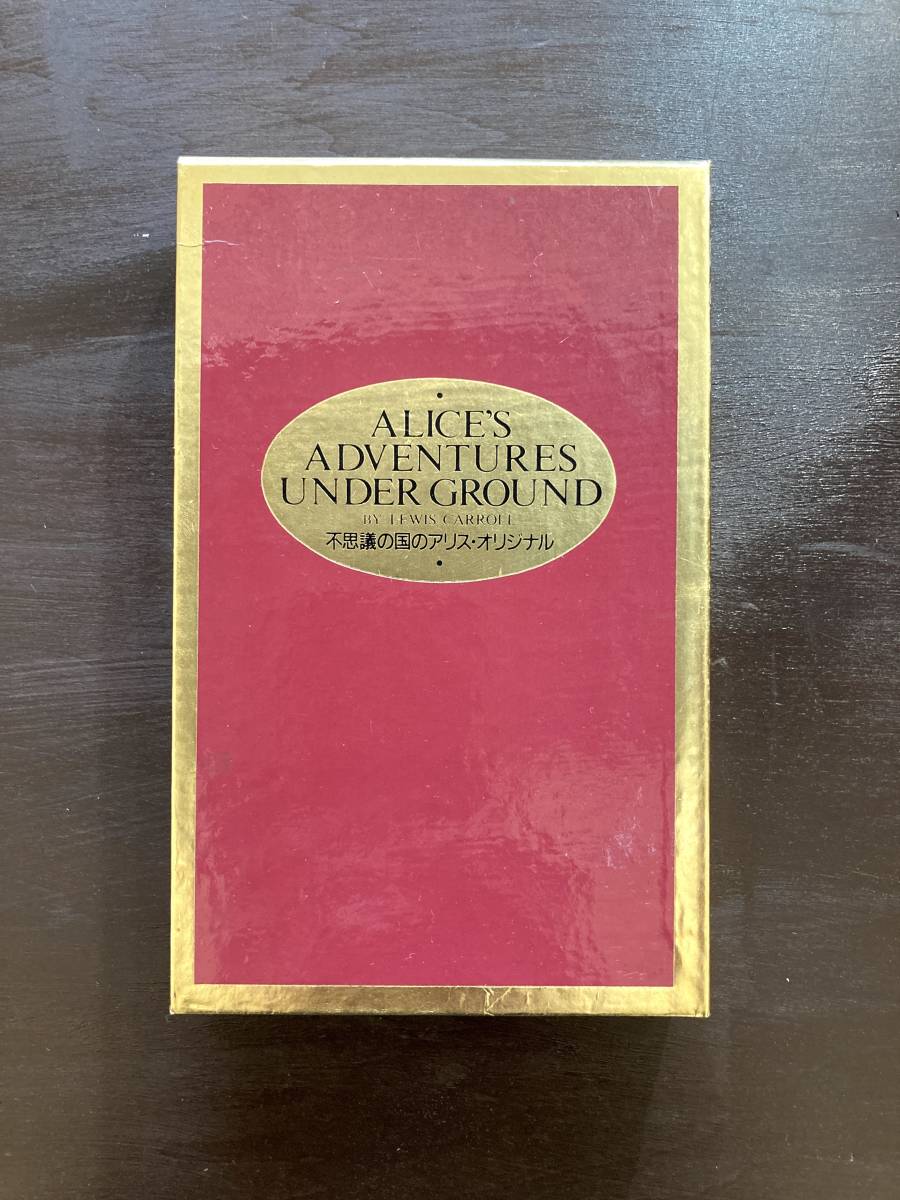 ALICE'S
ADVENTURES
UNDER GROUND
BY LEWIS CARROLL
不思議の国のアリス・オリジナル